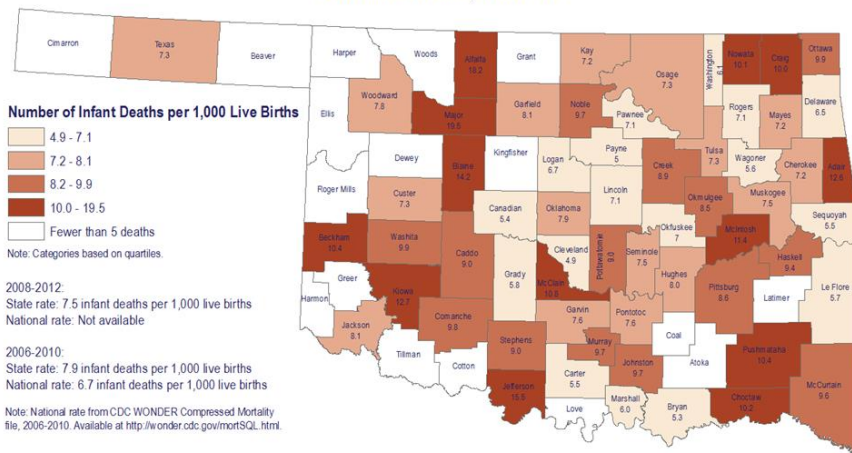 Number of Infant Deaths per 1,000 Live Births
4.9 - 7.1
7.2 - 8.1
8.2 - 9.9
10.0 - 19.5
Fewer than 5 deaths
Note: Categories based on quartiles.
2008-2012:
State rate: 7.5 infant deaths per 1,000 live births
National rate: Not available
2006-2010:
State rate: 7.9 infant deaths per 1,000 live births
National rate: 6.7 infant deaths per 1,000 live births
Note: National rate from CDC WONDER Compressed Mortality
file, 2006-2010. Available at http://wonder.cdc.gov/mortSQL.html.
Cimarron
Texas
7.3
Beaver
Harper
Woods
Alfalfa
18.2
Grant
Kay
7.2
Osage
7.3
Washington
6.1
Nowata
10.1
Craig
10.0
Ottawa
9.9
Ellis
Woodward
7.8
Major
19.5
Garfield
8.1
Noble
9.7
Pawnee
7.1
Rogers
7.1
Mayes
7.2
Delaware
6.5
Roger Mills
Dewey
Blaine
14.2
Kingfisher
Logan
6.7
Payne
5
Creek
8.9
Tulsa
7.3
Wagoner
5.6
Cherokee
7.2
Adair
12.6
Custer
7.3
Canadian
5.4
Oklahoma
7.9
Lincoln
7.1
Okmulgee
8.5
Muskogee
7.5
Sequoyah
5.5
Beckham
10.4
Washita
9.9
Caddo
9.0
Grady
5.8
Cleveland
4.9
McClain
Pottawatomie
9.0
Seminole
7.5
Okfuskee
7
McIntosh
11.4
Haskell
9.4
Harmon
Greer
Kiowa
12.7
Comanche
9.8
Garvin
7.6
Pontotoc
7.6
Hughes
8.0
Pittsburg
8.6
Latimer
Le Flore
5.7
Jackson
8.1
Tillman
Cotton
Stephens
9.0
Murray
9.7
Johnston
9.7
Coal
Atoka
Pushmataha
10.4
McCurtain
9.6
Jefferson
Carter
5.5
Love
Marshall
6.0
Bryan
5.3
Choctaw
10.2